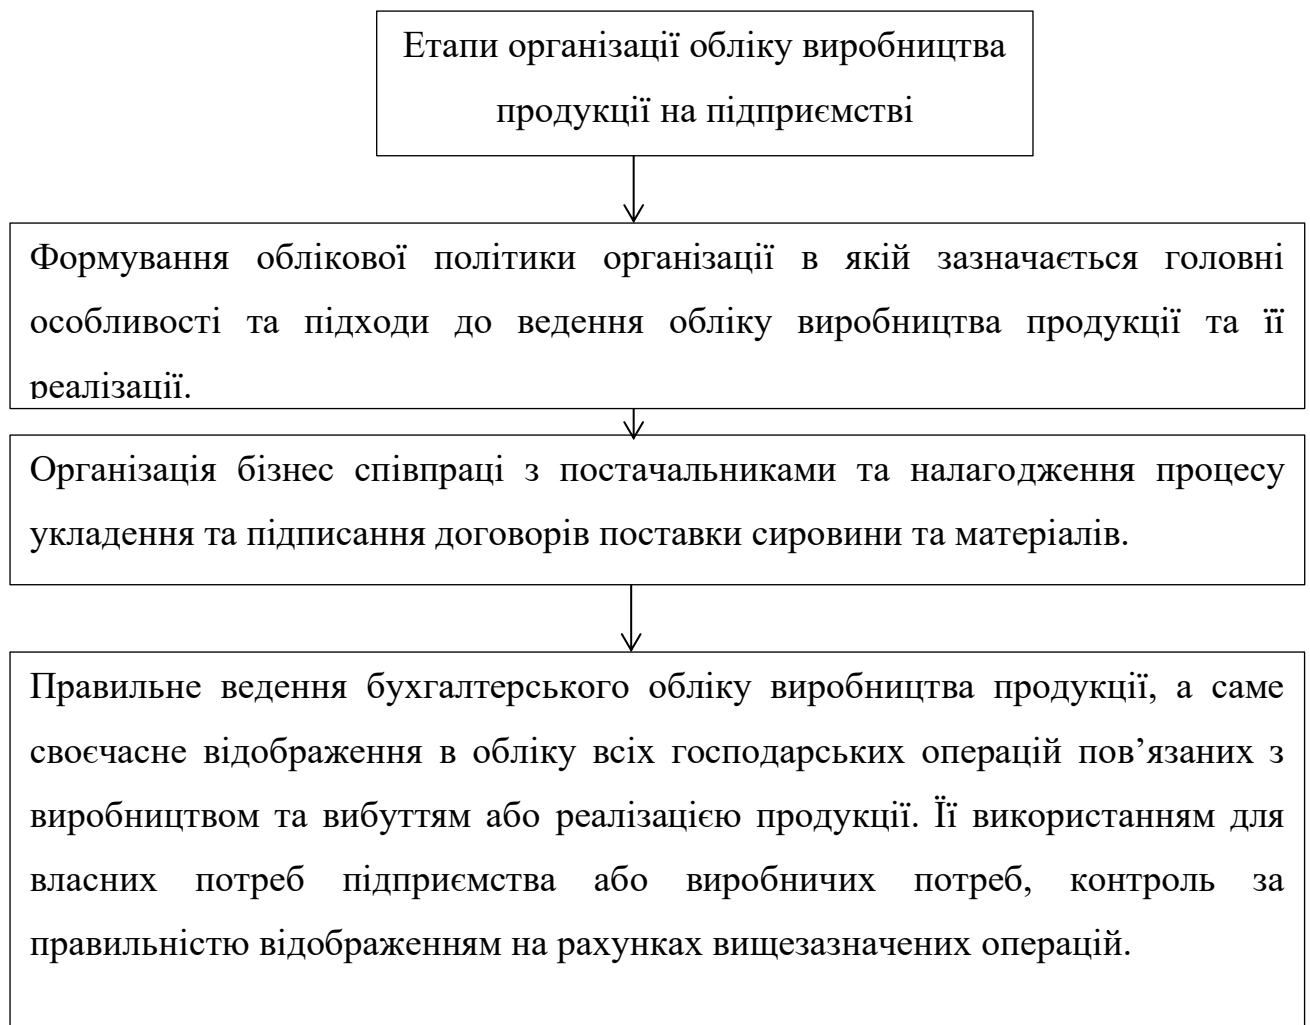 Етапи організації обліку виробництва
продукції на підприємстві
Формування облікової політики організації в якій зазначається головні
особливості та підходи до ведення обліку виробництва продукції та її
реалізації.
Організація бізнес співпраці з постачальниками та налагодження процесу
укладення та підписання договорів поставки сировини та матеріалів.
Правильне ведення бухгалтерського обліку виробництва продукції, а саме
своєчасне відображення в обліку всіх господарських операцій пов’язаних з
виробництвом та вибуттям або реалізацією продукції. Її використанням для
власних потреб підприємства або виробничих потреб, контроль за
правильністю відображенням на рахунках вищезазначених операцій.